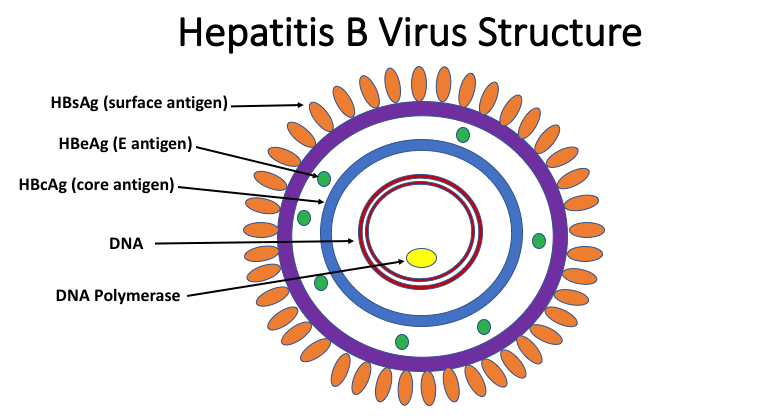 Hepatitis B Virus Structure
HBsAg (surface antigen)
HBeAg (E antigen)
HBcAg (core antigen)
DNA
DNA Polymerase